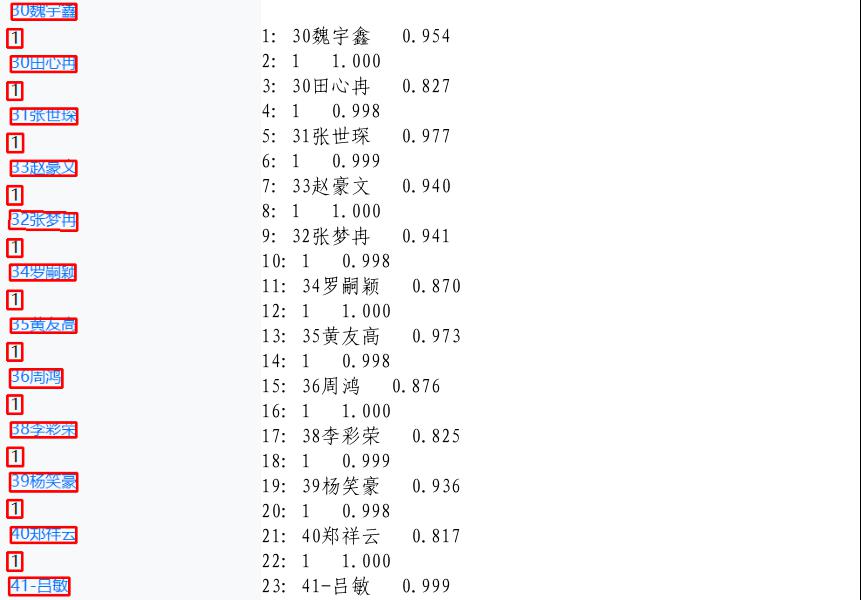 30魏宇鑫
1
30田心冉
1
31张世琛
1
33赵豪文
1
32张梦冉
1
34罗嗣颖
1
35黄友高
1
36周鸿
1
38李彩荣
1
39杨笑豪
1
40郑祥云
1
41-吕敏
1: 30魏宇鑫 0.954
2: 1 1.000
3: 30田心冉 0.827
4: 1 0.998
5: 31张世琛 0.977
6: 1 0.999
7: 33赵豪文 0.940
8: 1 1.000
9: 32张梦冉 0.941
10: 1 0.998
11: 34罗嗣颖 0.870
12: 1 1.000
13: 35黄友高 0.973
14: 1 0.998
15: 36周鸿 0.876
16: 1 1.000
17: 38李彩荣 0.825
18: 1 0.999
19: 39杨笑豪 0.936
20: 1 0.998
21: 40郑祥云 0.817
22: 1 1.000
23: 41-吕敏 0.999